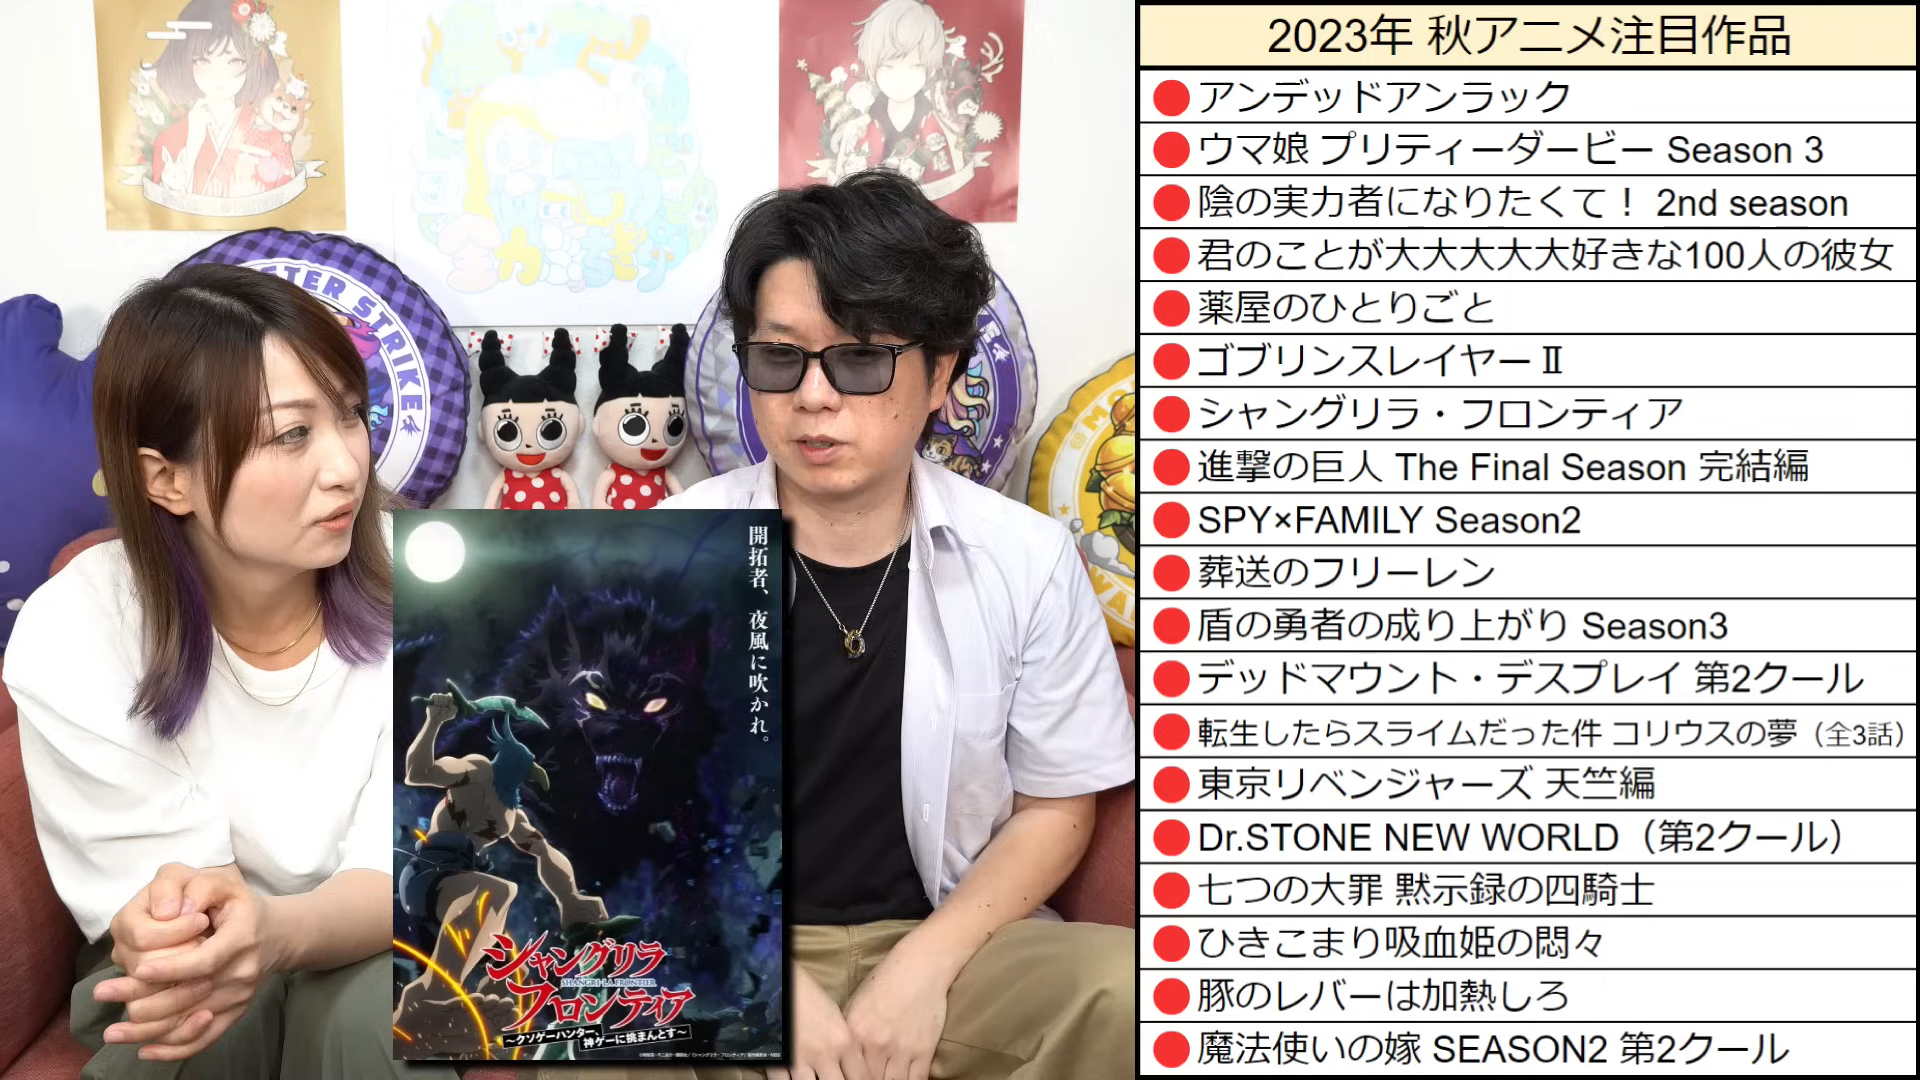 2023年 秋アニメ注目作品
アンデッドアンラック
ウマ娘 プリティーダービー Season 3
陰の実力者になりたくて！ 2nd season
君のことが大大大大大好きな100人の彼女
薬屋のひとりごと
ゴブリンスレイヤーⅡ
シャングリラ・フロンティア
進撃の巨人 The Final Season 完結編
SPY×FAMILY Season2
葬送のフリーレン
盾の勇者の成り上がり Season3
デッドマウント・デスプレイ 第2クール
転生したらスライムだった件 コリウスの夢（全3話）
東京リベンジャーズ 天竺編
Dr.STONE NEW WORLD（第2クール）
七つの大罪 黙示録の四騎士
ひきこまり吸血姫の悶々
豚のレバーは加熱しろ
魔法使いの嫁 SEASON2 第2クール
開拓者、夜風に吹かれ。
シャングリラ
SHANGRI-LA FRONTIER
フロンティア
～クソゲーハンター、
神ゲーに挑まんとす～
STER STRIKE